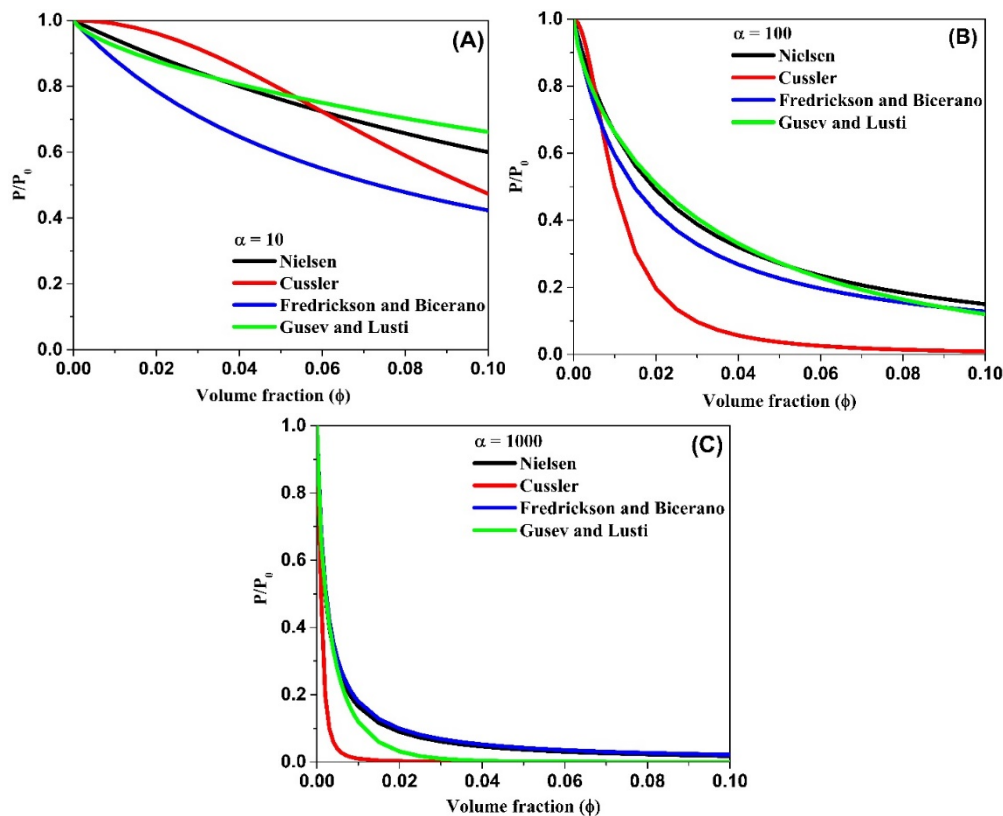 (A)
1.0
0.8
0.6
0.4
0.2
0.0
P/P₀
α = 10
Nielsen
Cussler
Fredrickson and Bicerano
Gusev and Lusti
0.00 0.02 0.04 0.06 0.08 0.10
Volume fraction (ϕ)
(B)
1.0
0.8
0.6
0.4
0.2
0.0
P/P₀
α = 100
Nielsen
Cussler
Fredrickson and Bicerano
Gusev and Lusti
0.00 0.02 0.04 0.06 0.08 0.10
Volume fraction (ϕ)
(C)
1.0
0.8
0.6
0.4
0.2
0.0
P/P₀
α = 1000
Nielsen
Cussler
Fredrickson and Bicerano
Gusev and Lusti
0.00 0.02 0.04 0.06 0.08 0.10
Volume fraction (ϕ)